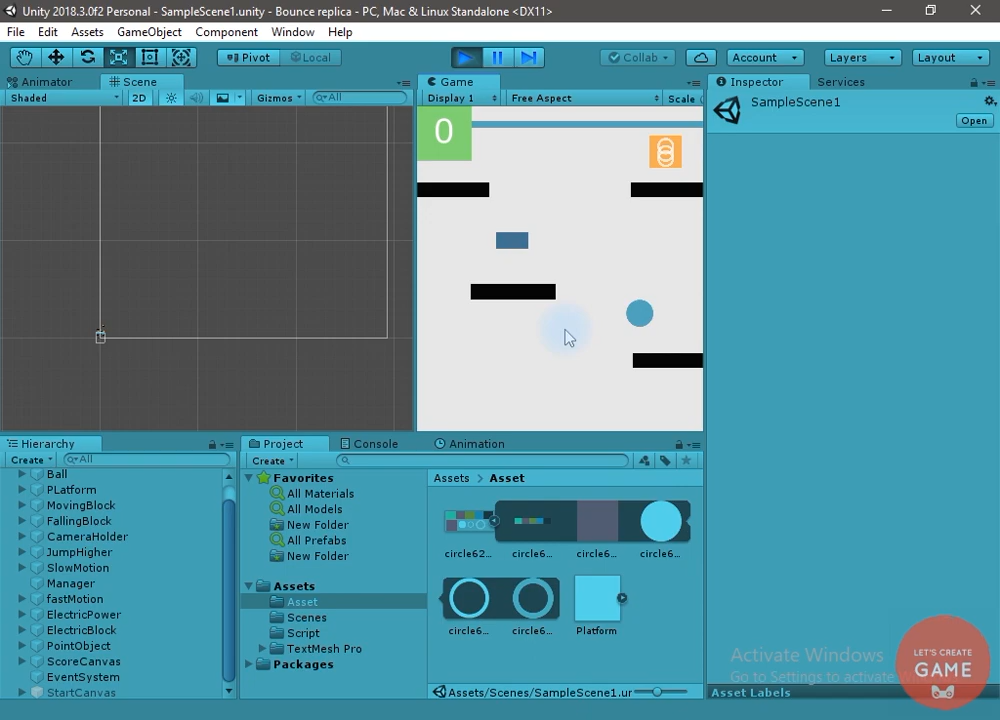 Unity 2018.3.0f2 Personal - SampleScene1.unity - Bounce replica - PC, Mac & Linux Standalone <DX11>
File Edit Assets GameObject Component Window Help
Pivot Local Collab Account Layers Layout
Animator Scene Game Inspector Services
Shaded 2D Gizmos All Display 1 Free Aspect Scale
SampleScene1
Open
0
Hierarchy Project Console Animation
Create All Create
Ball
PLatform
MovingBlock
FallingBlock
CameraHolder
JumpHigher
SlowMotion
Manager
fastMotion
ElectricPower
ElectricBlock
PointObject
ScoreCanvas
EventSystem
StartCanvas
Favorites
All Materials
All Models
New Folder
All Prefabs
New Folder
Assets
Asset
Scenes
Script
TextMesh Pro
Packages
Assets > Asset
circle62... circle6... circle6... circle6...
circle6... circle6... Platform
Assets/Scenes/SampleScene1.ur
Activate Windows
Go to Settings to activate
Asset Labels
LET'S CREATE
GAME